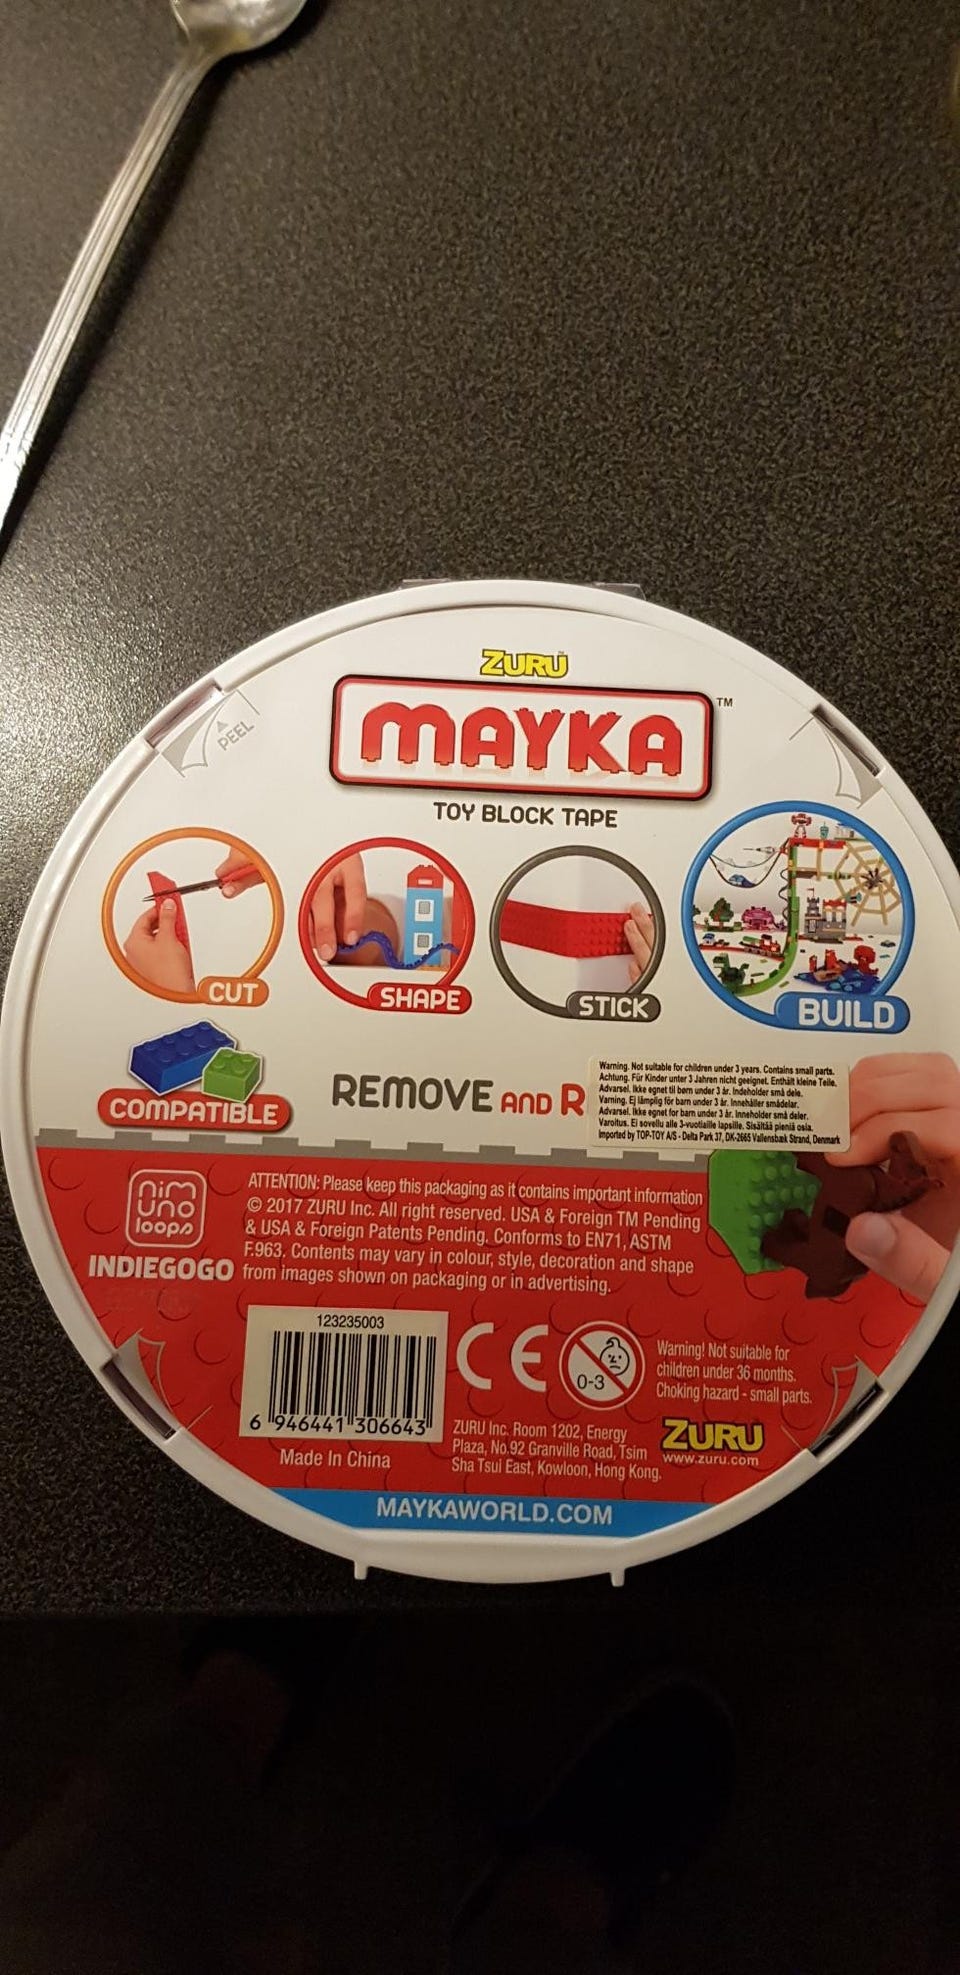 ZURU™
MAYKA™
TOY BLOCK TAPE
PEEL
CUT
SHAPE
STICK
BUILD
COMPATIBLE
REMOVE AND R
Warning. Not suitable for children under 3 years. Contains small parts.
Achtung. Für Kinder unter 3 Jahren nicht geeignet. Enthält kleine Teile.
Advarsel. Ikke egnet til børn under 3 år. Indeholder små dele.
Varning. Ej lämplig för barn under 3 år. Innehåller smådelar.
Advarsel. Ikke egnet for barn under 3 år. Inneholder små deler.
Varoitus. Ei sovellu alle 3-vuotiaille lapsille. Sisältää pieniä osia.
Imported by TOP-TOY A/S - Delta Park 37, DK-2665 Vallensbæk Strand, Denmark
nim
uno
loops
INDIEGOGO
ATTENTION: Please keep this packaging as it contains important information
© 2017 ZURU Inc. All right reserved. USA & Foreign TM Pending
& USA & Foreign Patents Pending. Conforms to EN71, ASTM
F.963. Contents may vary in colour, style, decoration and shape
from images shown on packaging or in advertising.
123235003
6 946441 306643
Made In China
CE
0-3
Warning! Not suitable for
children under 36 months.
Choking hazard - small parts.
ZURU Inc. Room 1202, Energy
Plaza, No.92 Granville Road, Tsim
Sha Tsui East, Kowloon, Hong Kong.
ZURU
www.zuru.com
MAYKAWORLD.COM